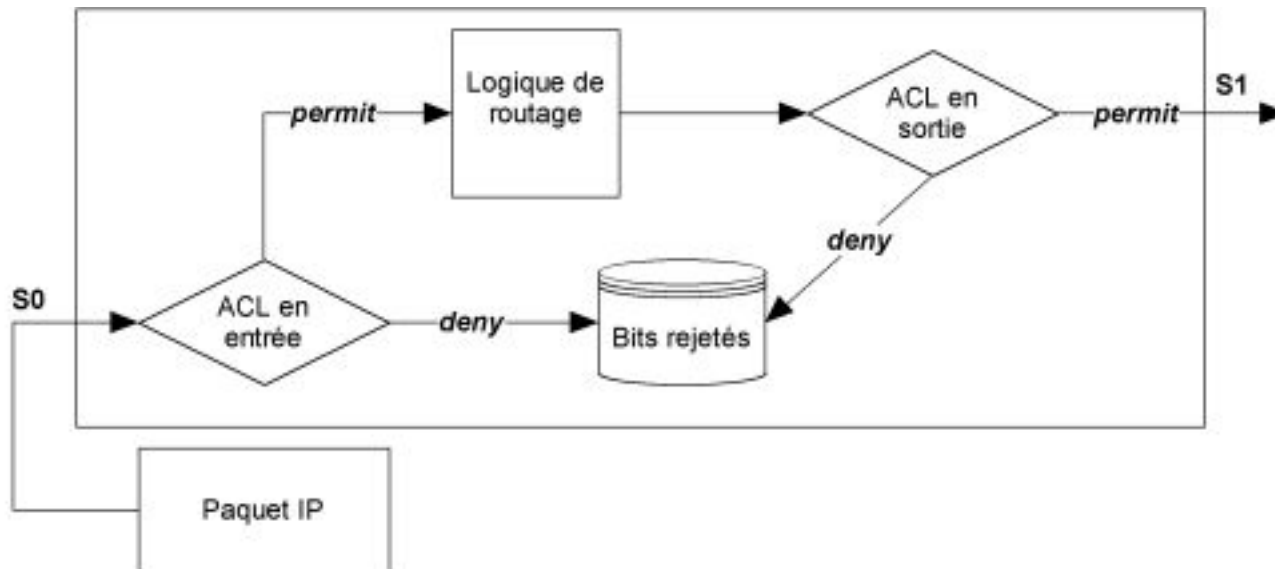 Logique de
routage
ACL en
sortie
S1
permit
permit
deny
S0
ACL en
entrée
deny
Bits rejetés
Paquet IP